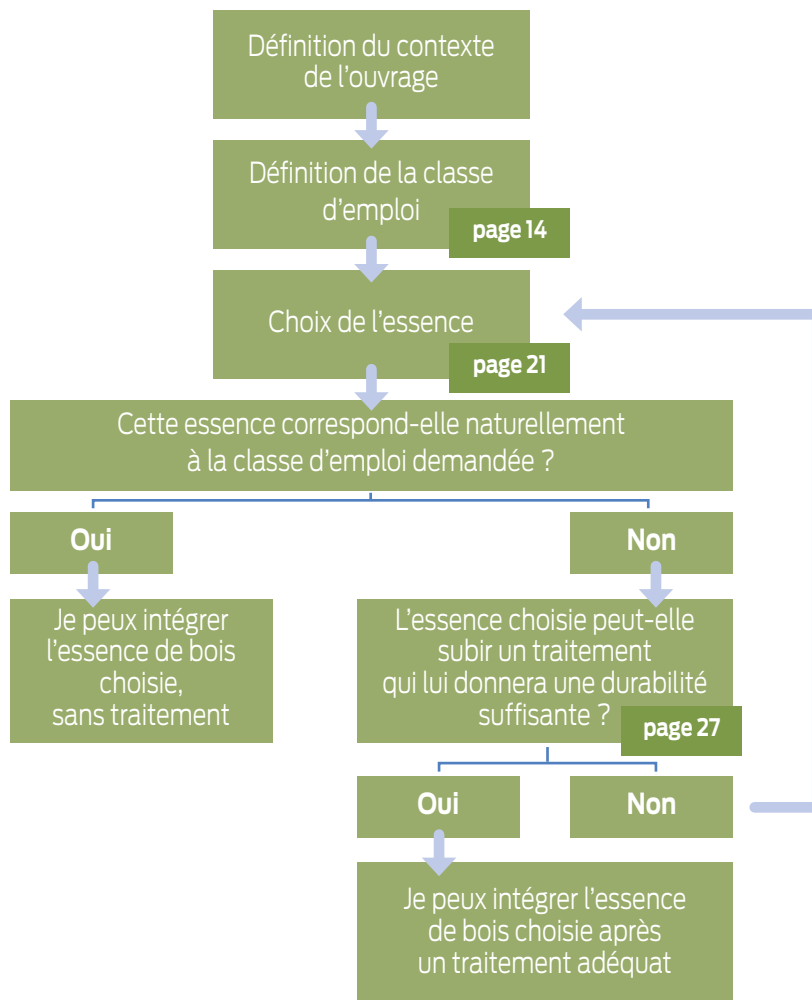 Définition du contexte
de l’ouvrage
Définition de la classe
d’emploi
page 14
Choix de l’essence
page 21
Cette essence correspond-elle naturellement
à la classe d’emploi demandée ?
Oui
Non
Je peux intégrer
l’essence de bois
choisie,
sans traitement
L’essence choisie peut-elle
subir un traitement
qui lui donnera une durabilité
suffisante ?
page 27
Oui
Non
Je peux intégrer l’essence
de bois choisie après
un traitement adéquat